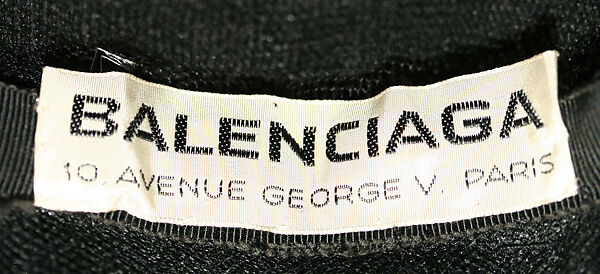 BALENCIAGA
10, AVENUE GEORGE V, PARIS